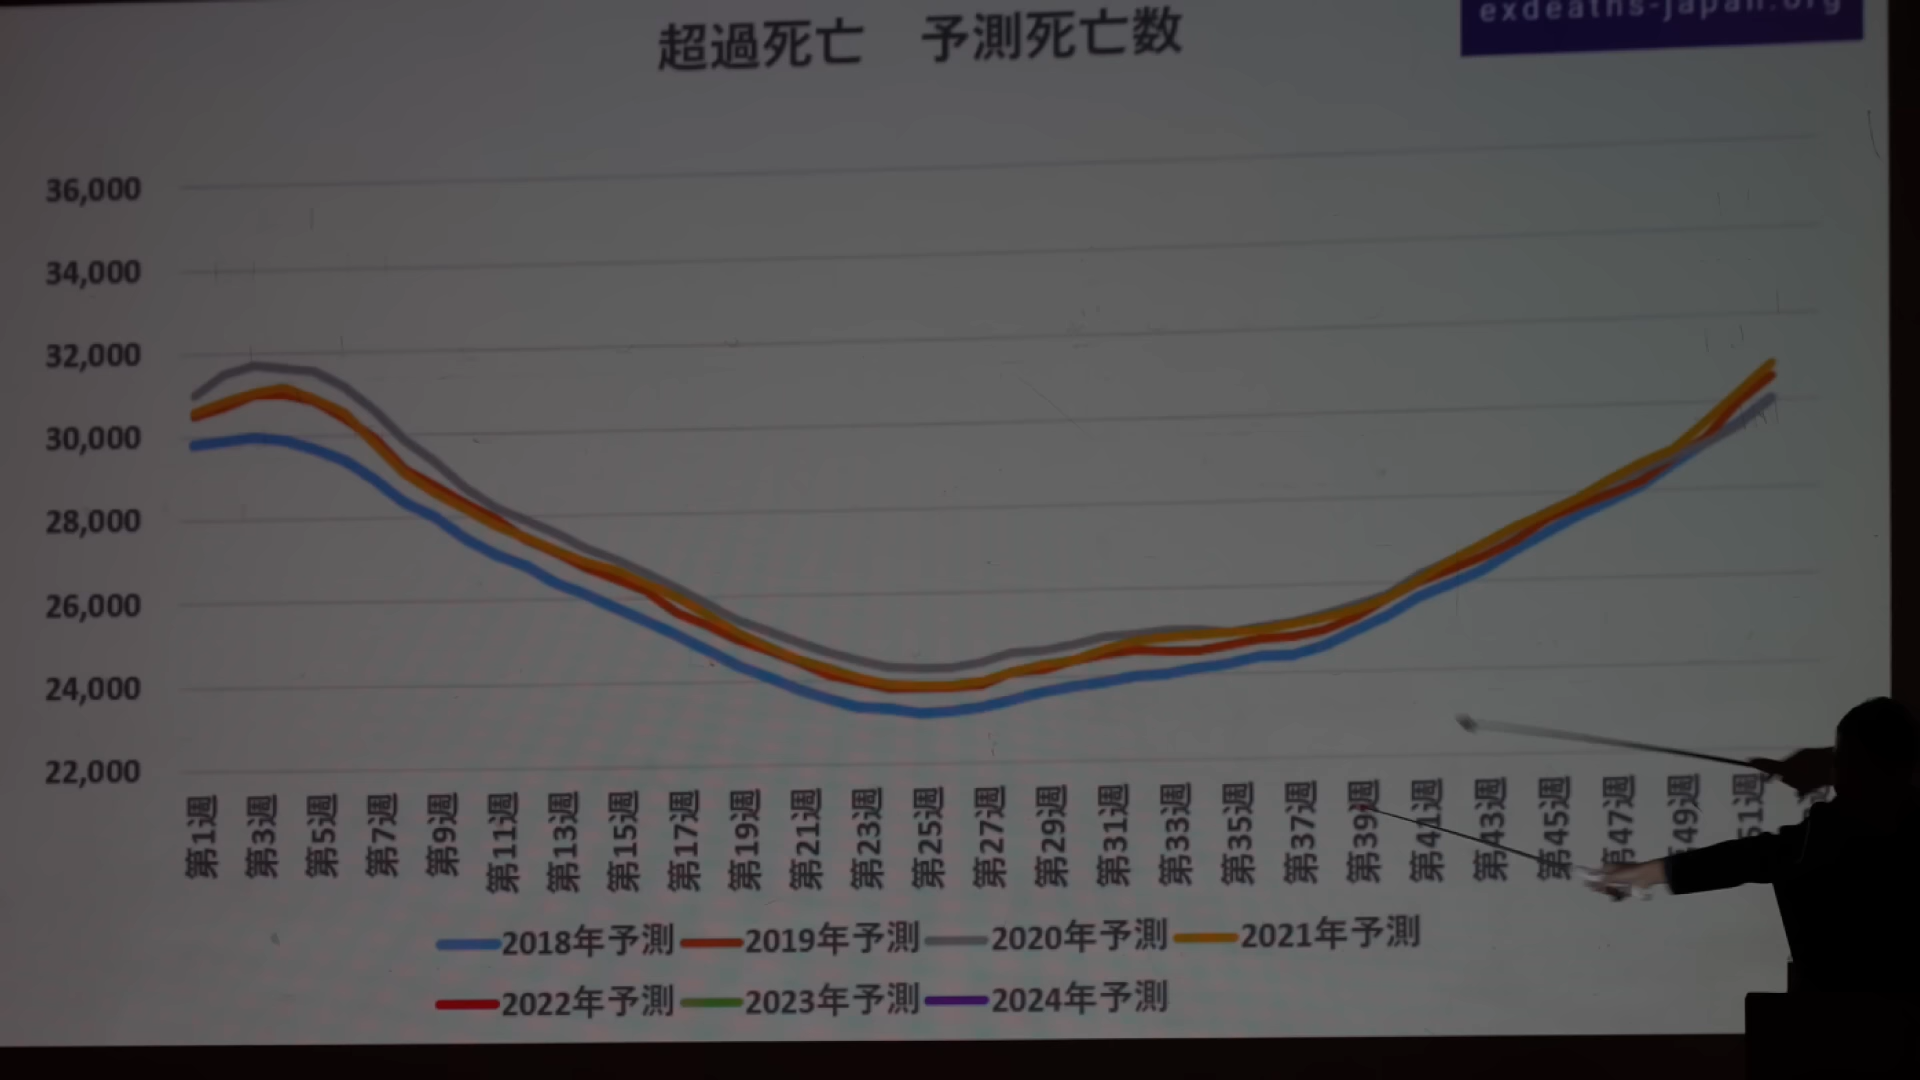 超過死亡　予測死亡数
exdeaths-japan.org
36,000
34,000
32,000
30,000
28,000
26,000
24,000
22,000
第1週 第3週 第5週 第7週 第9週 第11週 第13週 第15週 第17週 第19週 第21週 第23週 第25週 第27週 第29週 第31週 第33週 第35週 第37週 第39週 第41週 第43週 第45週 第47週 第49週 51週
2018年予測 2019年予測 2020年予測 2021年予測
2022年予測 2023年予測 2024年予測